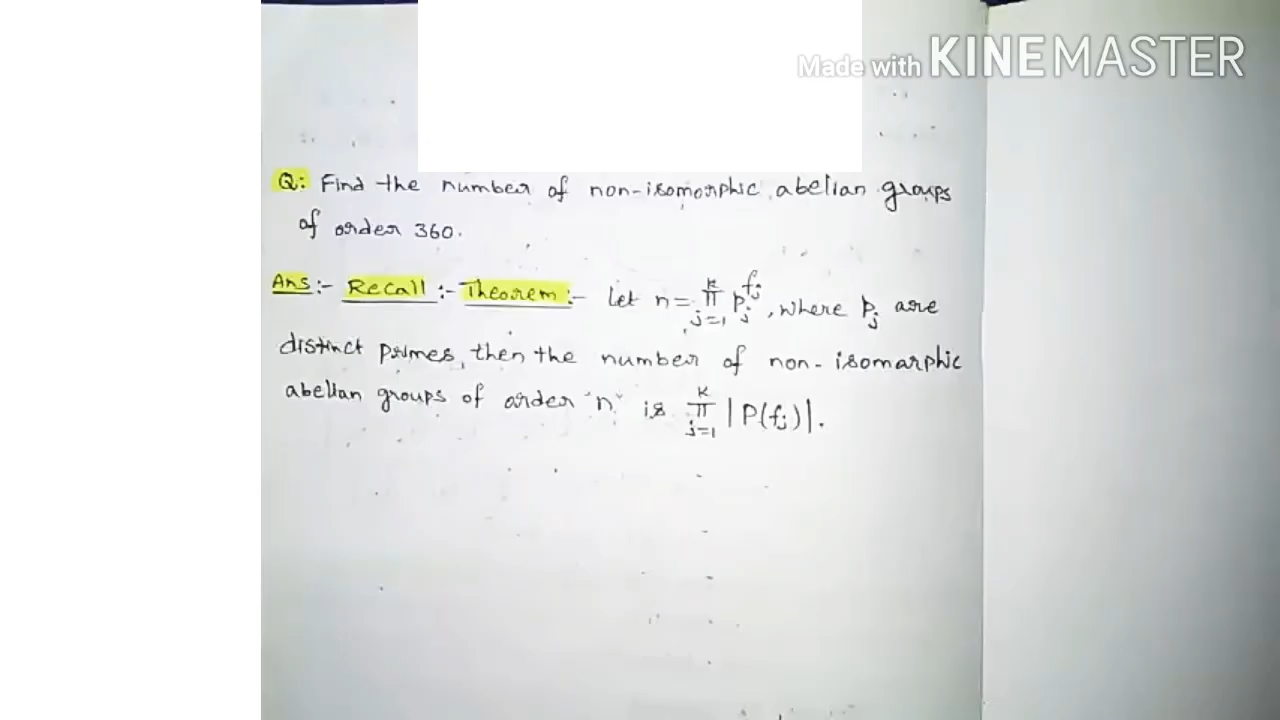 Made with KINEMASTER
Q: Find the number of non-isomorphic abelian groups
of order 360.
Ans :- Recall :- Theorem :- Let n = ∏_{j=1}^{k} p_j^{f_j}, where p_j are
distinct primes, then the number of non-isomarphic
abelian groups of order "n" is ∏_{j=1}^{k} |P(f_j)|.